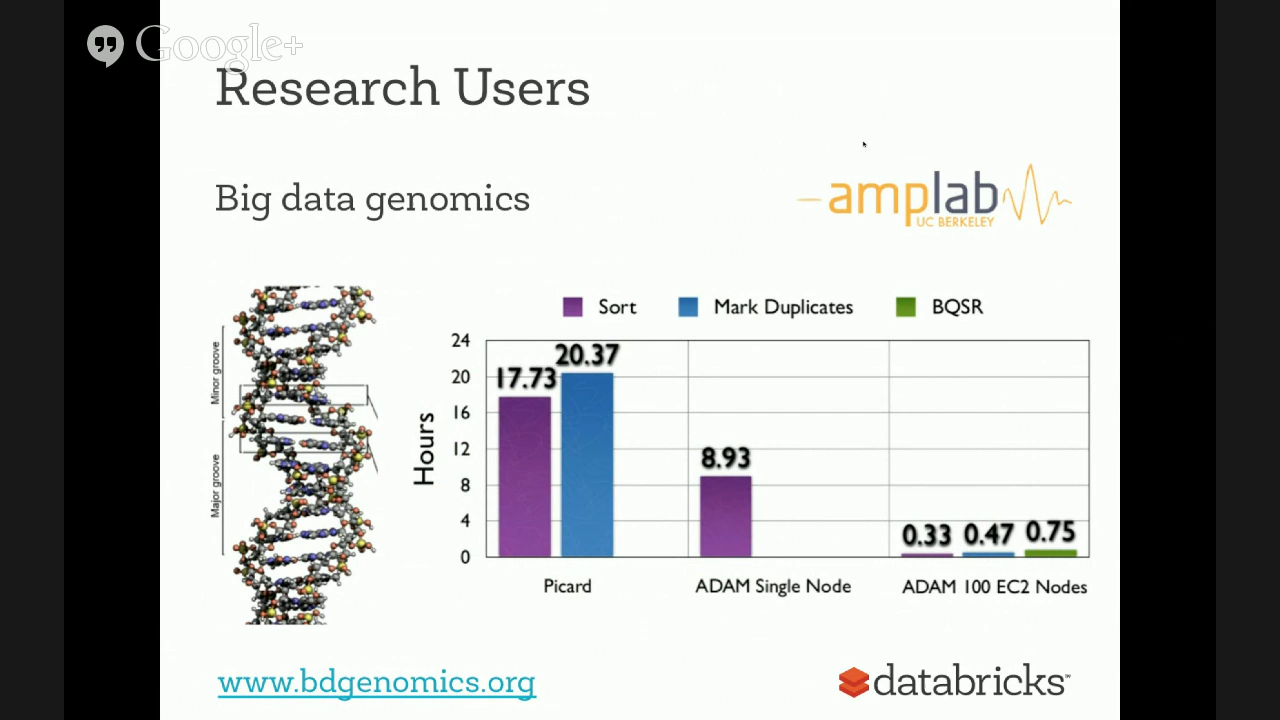 Google+
Research Users
Big data genomics
amplab
UC BERKELEY
Minor groove
Major groove
Sort
Mark Duplicates
BQSR
Hours
24
20
16
12
8
4
0
17.73
20.37
8.93
0.33
0.47
0.75
Picard
ADAM Single Node
ADAM 100 EC2 Nodes
www.bdgenomics.org
databricks™